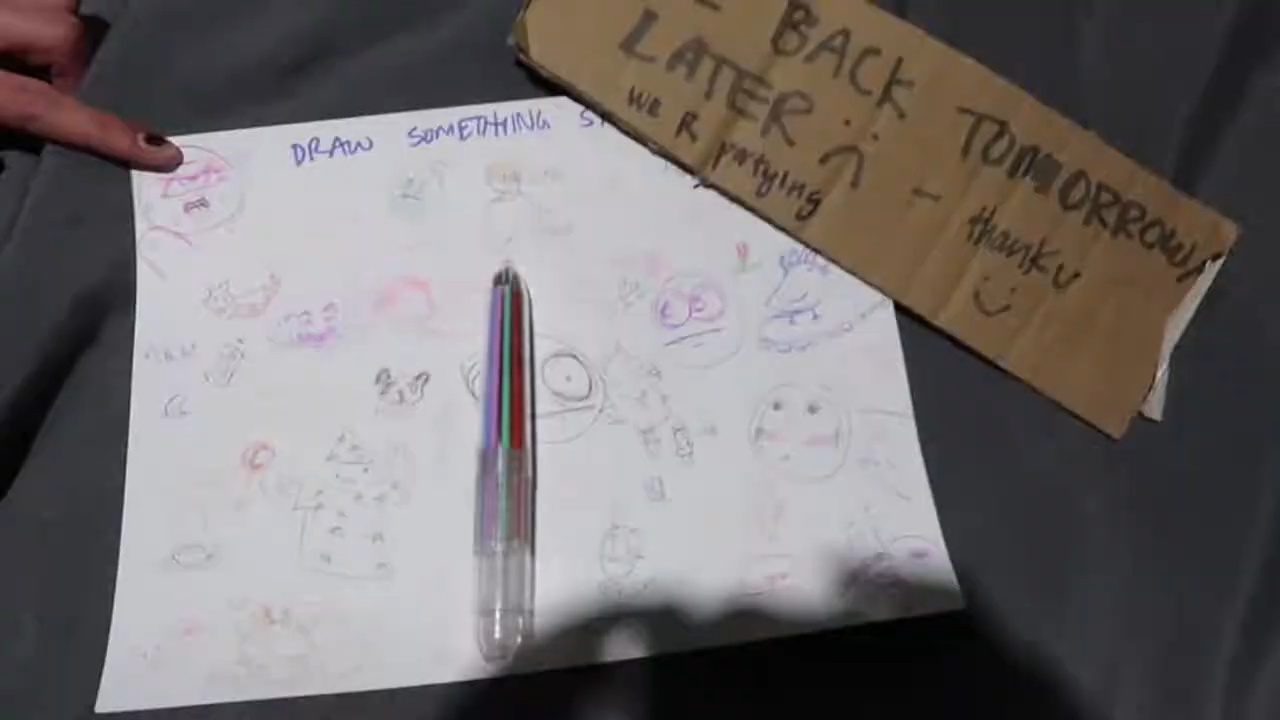 DRAW SOMETHING
BACK
LATER :(
TOMORROW
we R partying
- thanku
:)